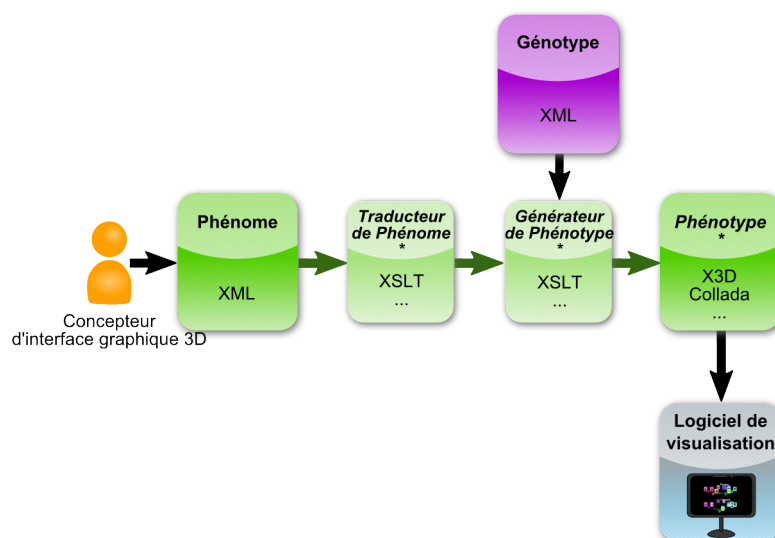 Génotype
XML
Phénome
XML
Traducteur
de Phénome
*
XSLT
...
Générateur
de Phénotype
*
XSLT
...
Phénotype
*
X3D
Collada
...
Concepteur
d'interface graphique 3D
Logiciel de
visualisation